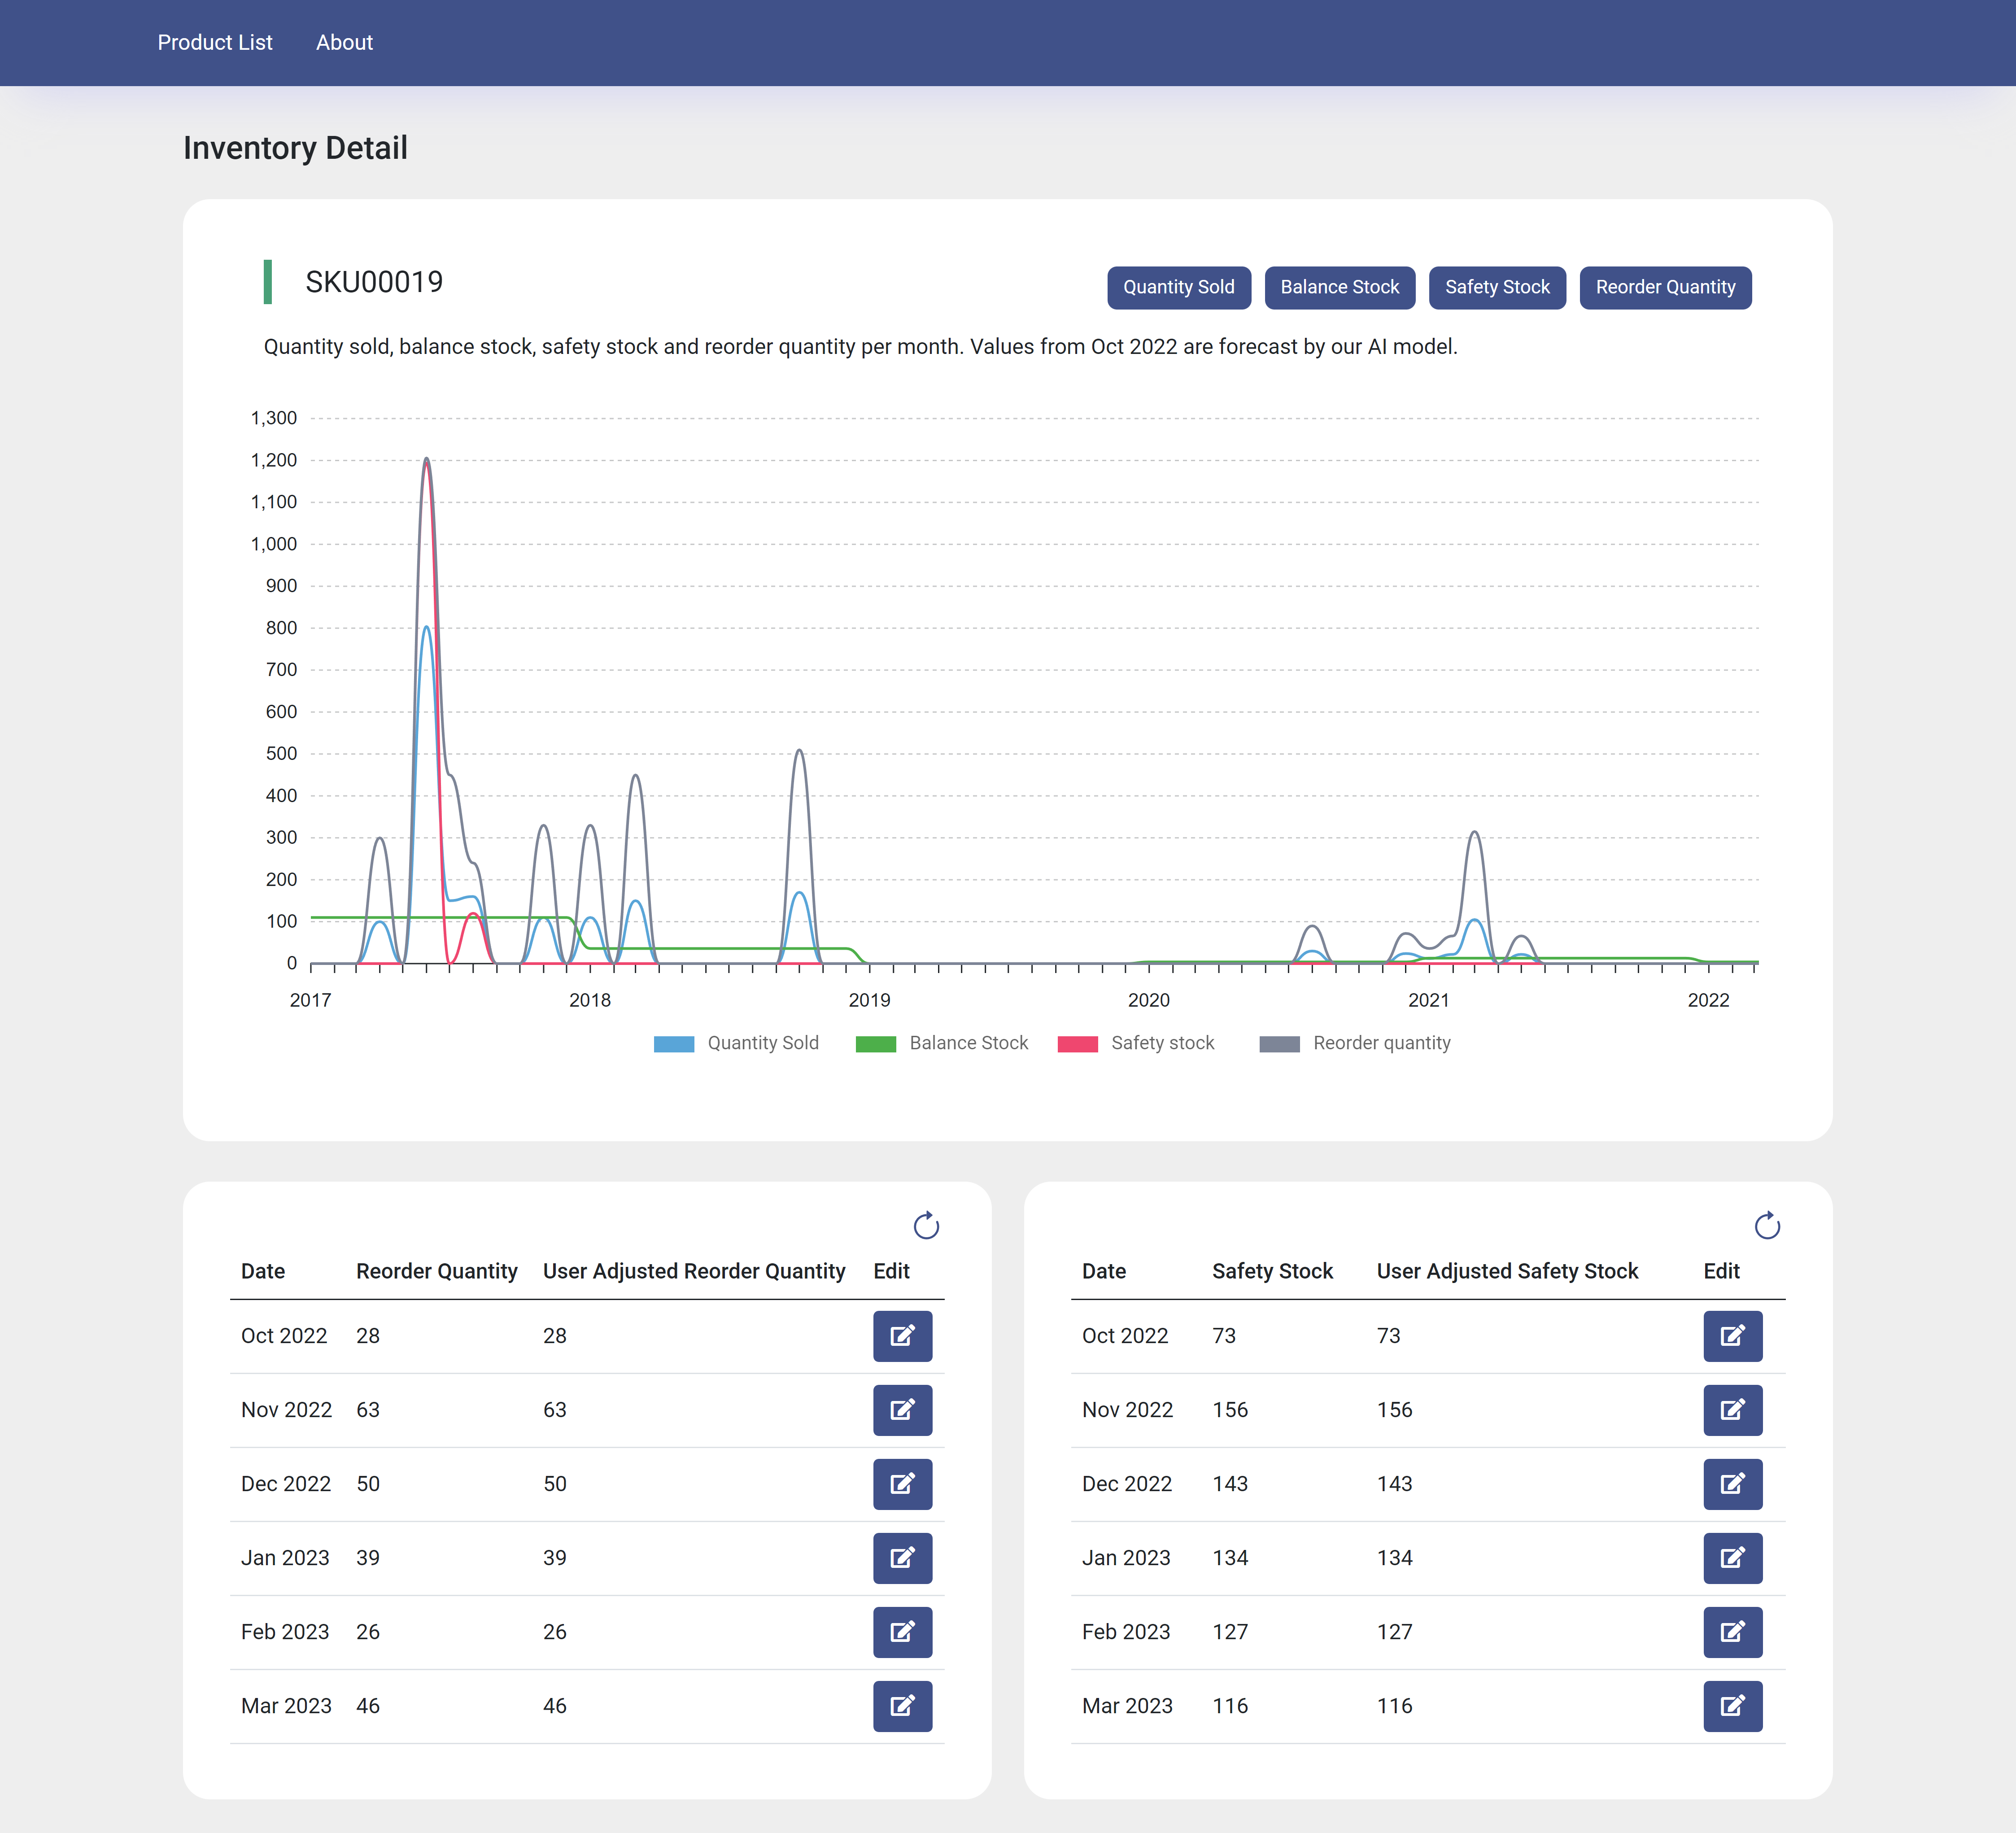 Product List About
Inventory Detail
SKU00019
Quantity Sold Balance Stock Safety Stock Reorder Quantity
Quantity sold, balance stock, safety stock and reorder quantity per month. Values from Oct 2022 are forecast by our AI model.
1,300
1,200
1,100
1,000
900
800
700
600
500
400
300
200
100
0
2017 2018 2019 2020 2021 2022
Quantity Sold Balance Stock Safety stock Reorder quantity
Date Reorder Quantity User Adjusted Reorder Quantity Edit
Oct 2022 28 28
Nov 2022 63 63
Dec 2022 50 50
Jan 2023 39 39
Feb 2023 26 26
Mar 2023 46 46
Date Safety Stock User Adjusted Safety Stock Edit
Oct 2022 73 73
Nov 2022 156 156
Dec 2022 143 143
Jan 2023 134 134
Feb 2023 127 127
Mar 2023 116 116